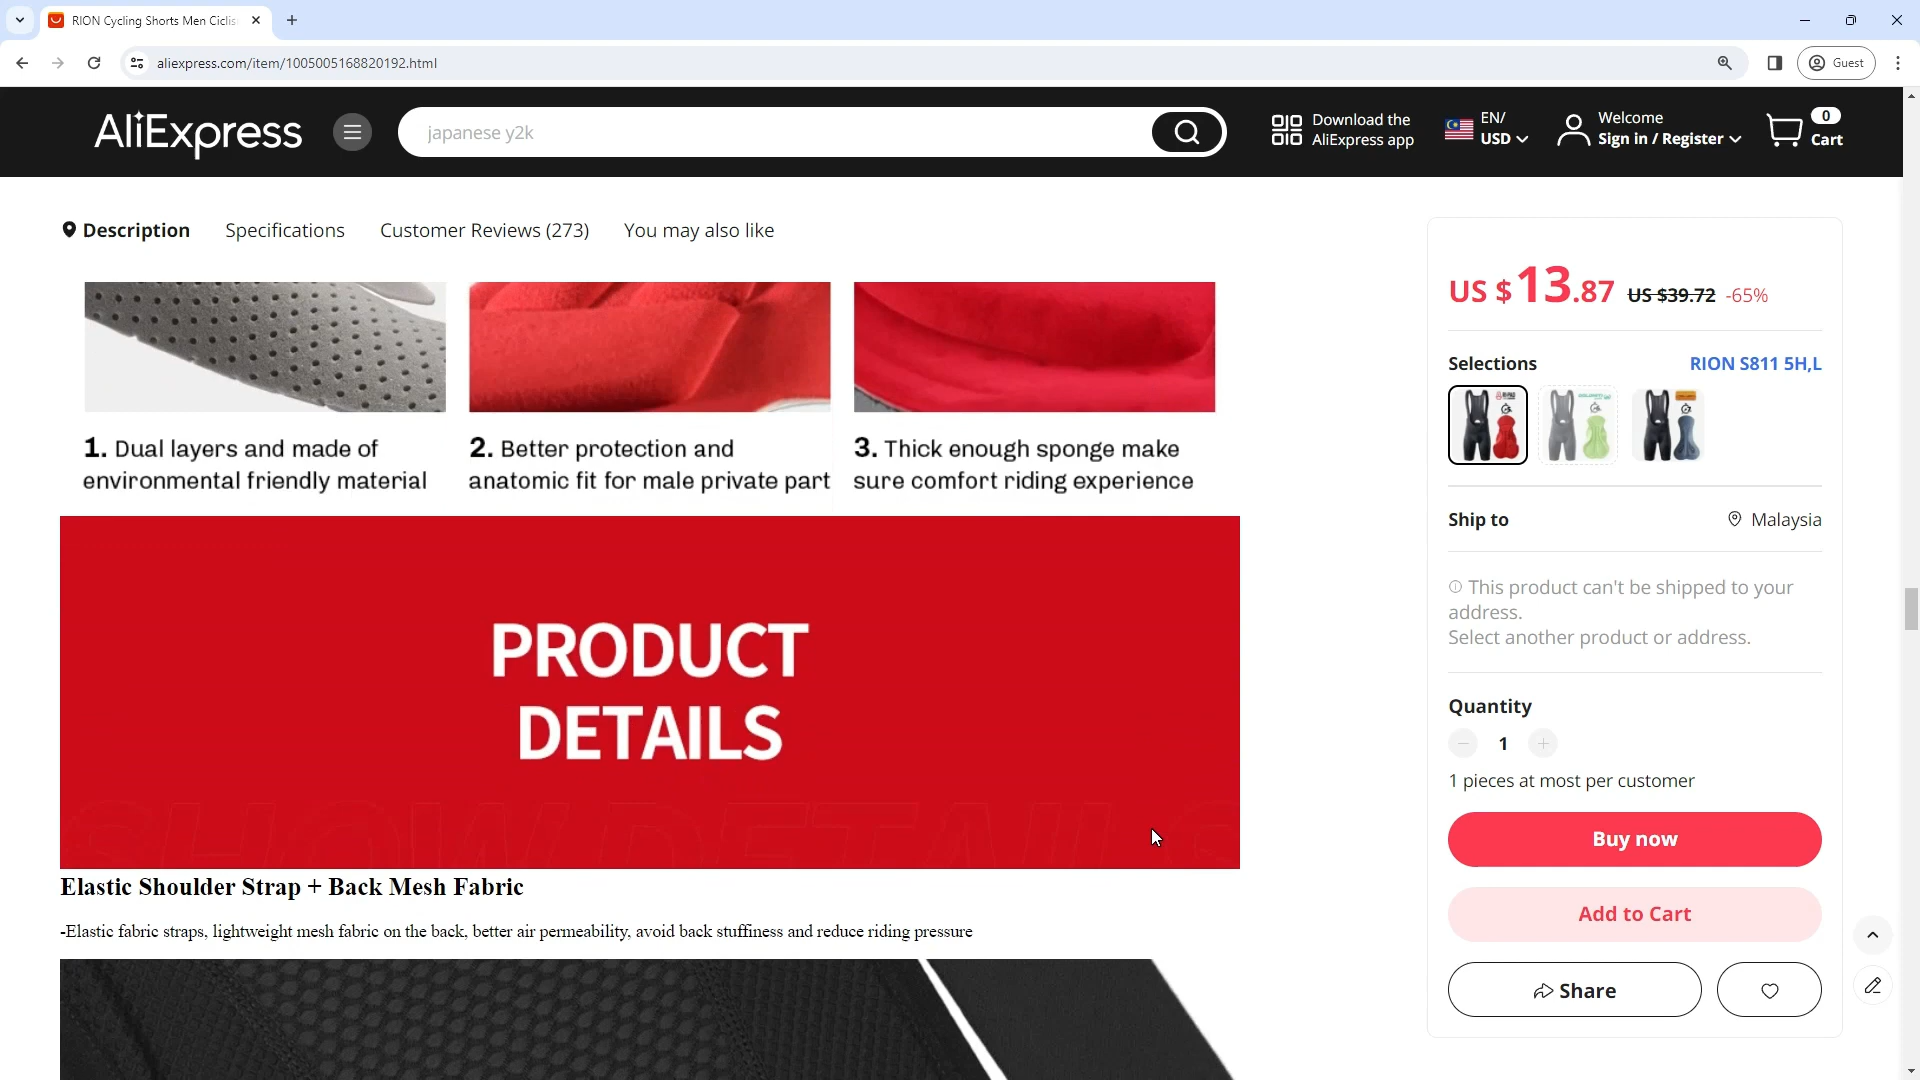 RION Cycling Shorts Men Ciclis
aliexpress.com/item/1005005168820192.html
Guest
AliExpress
japanese y2k
Download the
AliExpress app
EN/
USD
Welcome
Sign in / Register
0
Cart
Description
Specifications
Customer Reviews (273)
You may also like
1. Dual layers and made of
environmental friendly material
2. Better protection and
anatomic fit for male private part
3. Thick enough sponge make
sure comfort riding experience
PRODUCT
DETAILS
SHOW DETAILS
Elastic Shoulder Strap + Back Mesh Fabric
-Elastic fabric straps, lightweight mesh fabric on the back, better air permeability, avoid back stuffiness and reduce riding pressure
US $13.87 US $39.72 -65%
Selections
RION S811 5H,L
Ship to
Malaysia
This product can't be shipped to your
address.
Select another product or address.
Quantity
1
1 pieces at most per customer
Buy now
Add to Cart
Share